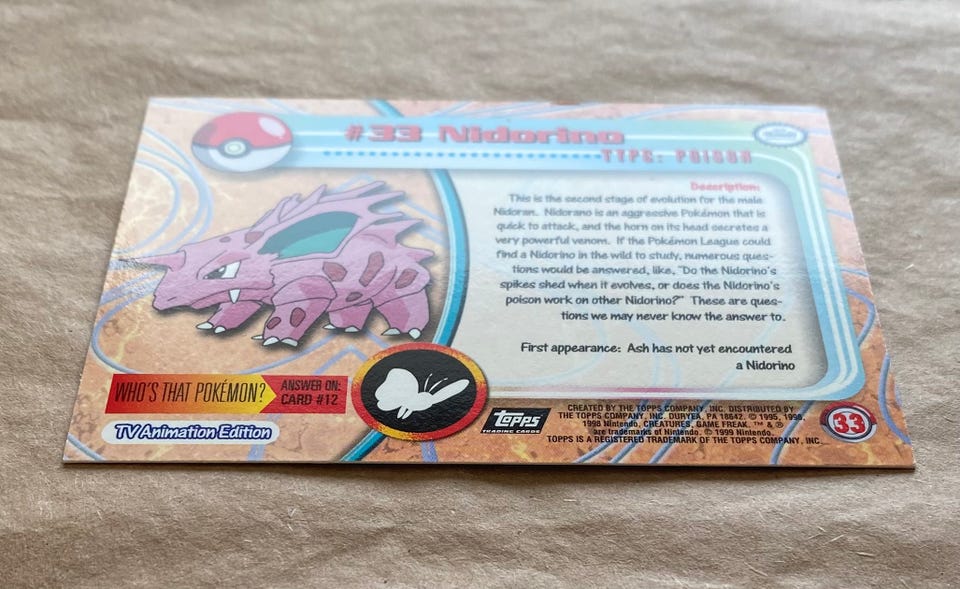 #33 Nidorino
TYPE: POISON
Description:
This is the second stage of evolution for the male
Nidoran. Nidorano is an aggressive Pokémon that is
quick to attack, and the horn on its head secretes a
very powerful venom. If the Pokémon League could
find a Nidorino in the wild to study, numerous ques-
tions would be answered, like, "Do the Nidorino's
spikes shed when it evolves, or does the Nidorino's
poison work on other Nidorino?" These are ques-
tions we may never know the answer to.
First appearance: Ash has not yet encountered
a Nidorino
WHO'S THAT POKÉMON?
ANSWER ON:
CARD #12
TV Animation Edition
Topps
TRADING CARDS
CREATED BY THE TOPPS COMPANY, INC. DISTRIBUTED BY
THE TOPPS COMPANY, INC. DURYEA, PA 18642. © 1995, 1996,
1998 Nintendo, CREATURES, GAME FREAK. ™ & ®
are trademarks of Nintendo. © 1999 Nintendo.
TOPPS IS A REGISTERED TRADEMARK OF THE TOPPS COMPANY, INC.
33